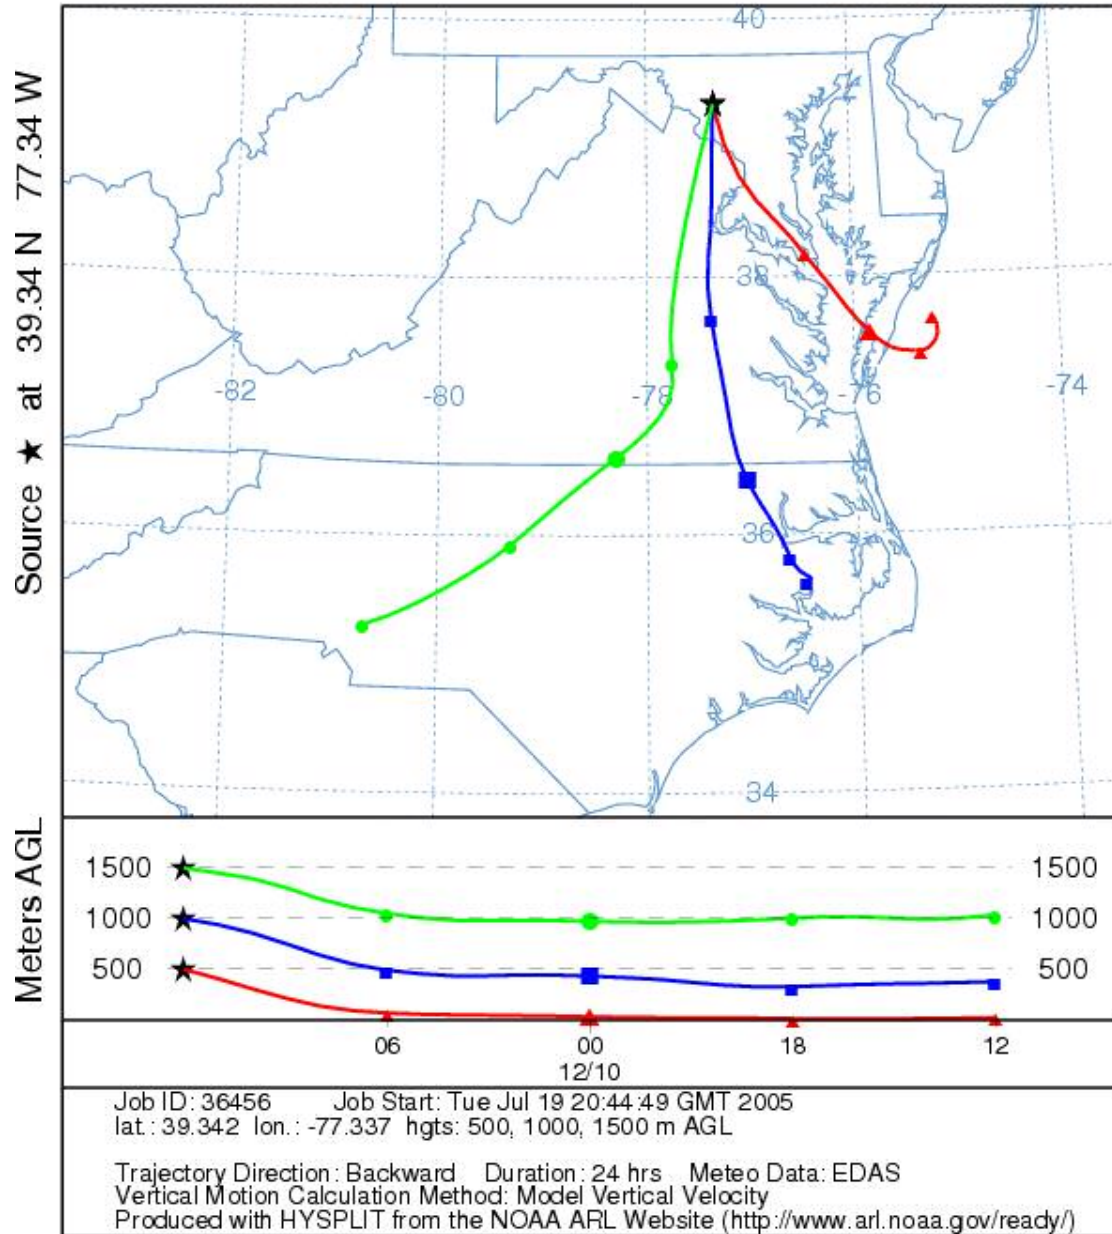 Source ★ at 39.34 N 77.34 W
40
38
-82
-80
-78
-76
-74
36
34
Meters AGL
1500
1500
1000
1000
500
500
06
00
18
12
12/10
Job ID: 36456 Job Start: Tue Jul 19 20:44:49 GMT 2005
lat.: 39.342 lon.: -77.337 hgts: 500, 1000, 1500 m AGL
Trajectory Direction: Backward Duration: 24 hrs Meteo Data: EDAS
Vertical Motion Calculation Method: Model Vertical Velocity
Produced with HYSPLIT from the NOAA ARL Website (http://www.arl.noaa.gov/ready/)